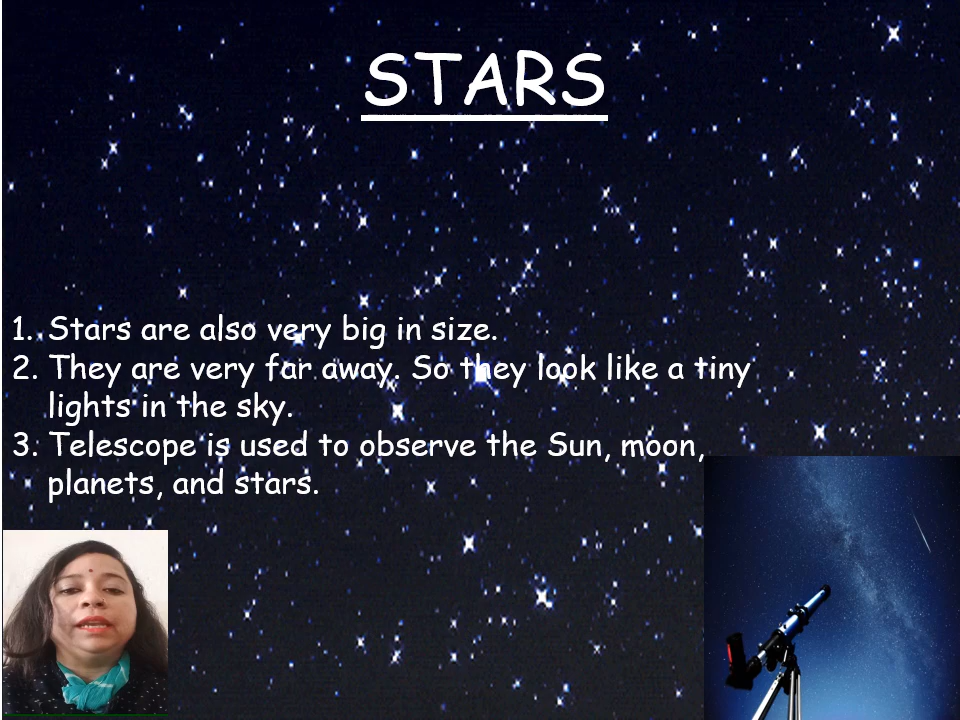 STARS
1. Stars are also very big in size.
2. They are very far away. So they look like a tiny
lights in the sky.
3. Telescope is used to observe the Sun, moon,
planets, and stars.